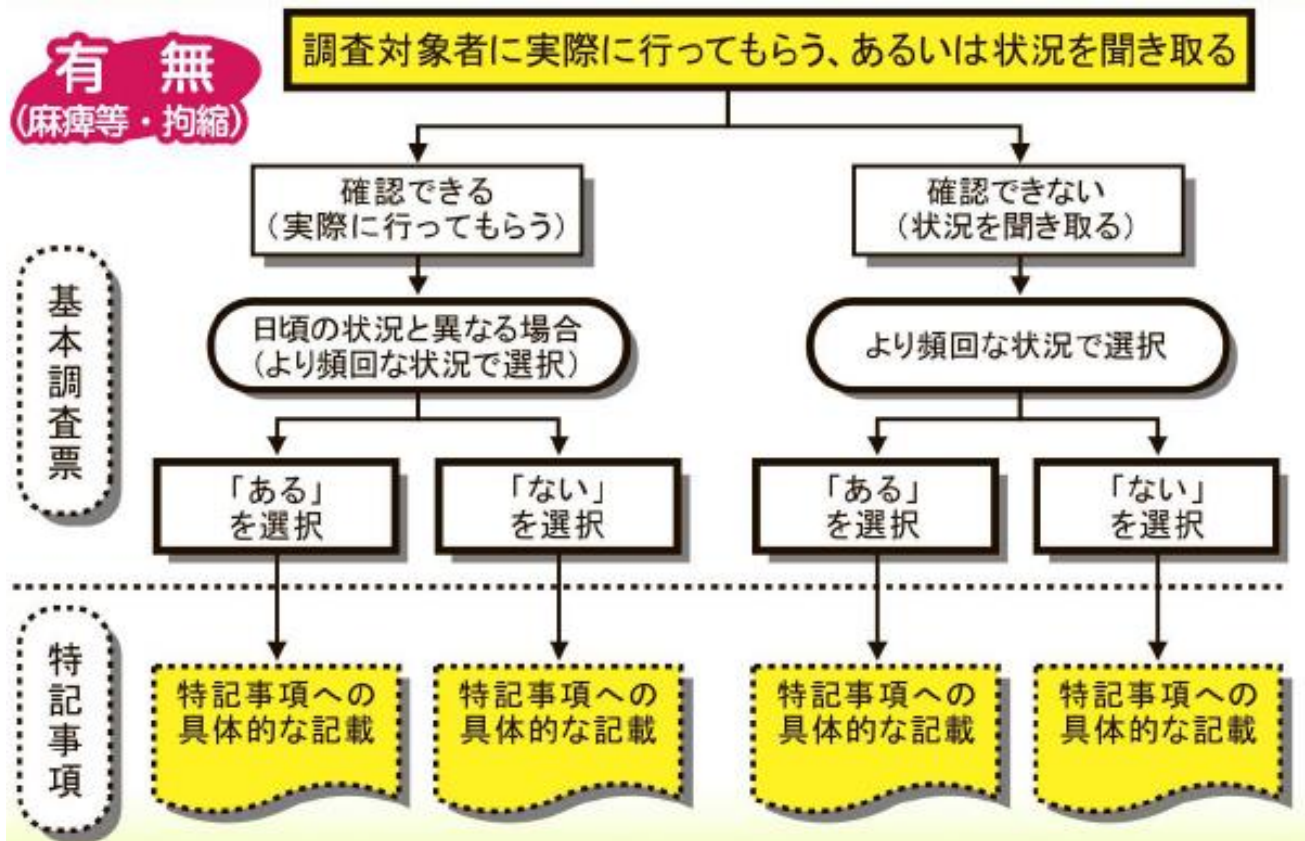 有 無
(麻痺等・拘縮)
調査対象者に実際に行ってもらう、あるいは状況を聞き取る
確認できる
(実際に行ってもらう)
確認できない
(状況を聞き取る)
基本調査票
日頃の状況と異なる場合
(より頻回な状況で選択)
より頻回な状況で選択
「ある」
を選択
「ない」
を選択
「ある」
を選択
「ない」
を選択
特記事項
特記事項への
具体的な記載
特記事項への
具体的な記載
特記事項への
具体的な記載
特記事項への
具体的な記載